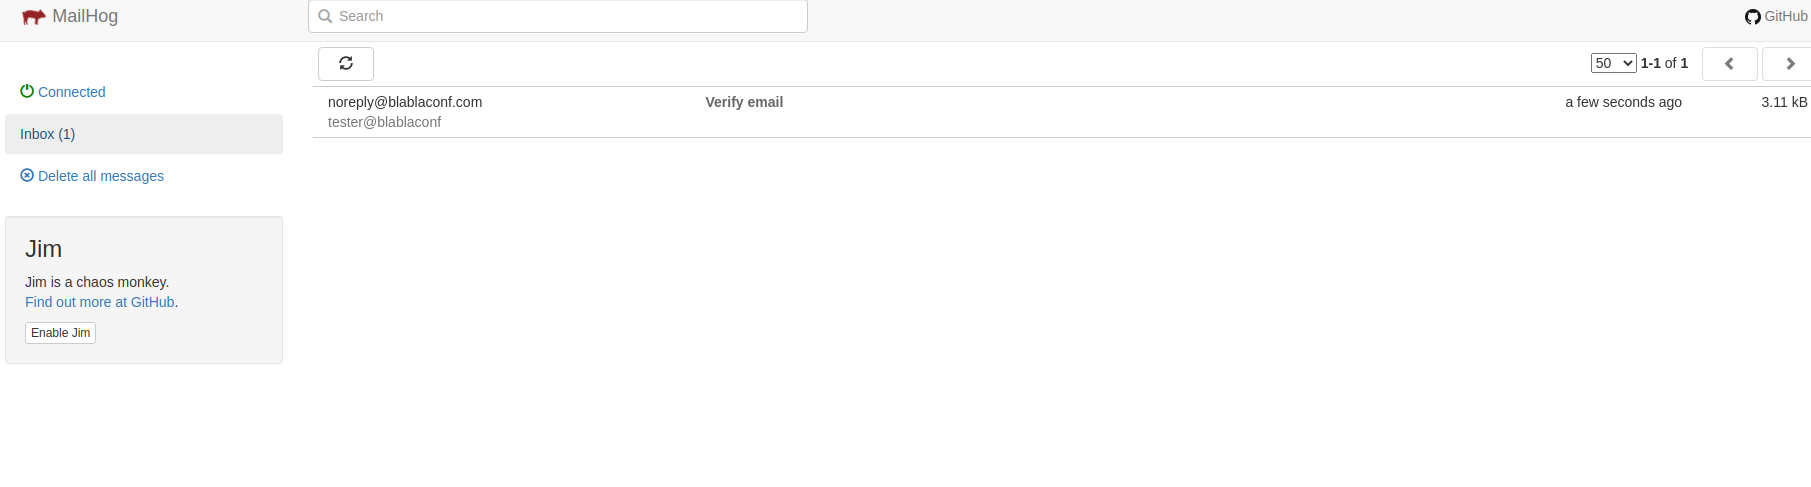 MailHog
Search
GitHub
50 1-1 of 1
Connected
Inbox (1)
Delete all messages
noreply@blablaconf.com Verify email a few seconds ago 3.11 kB
tester@blablaconf
Jim
Jim is a chaos monkey.
Find out more at GitHub.
Enable Jim